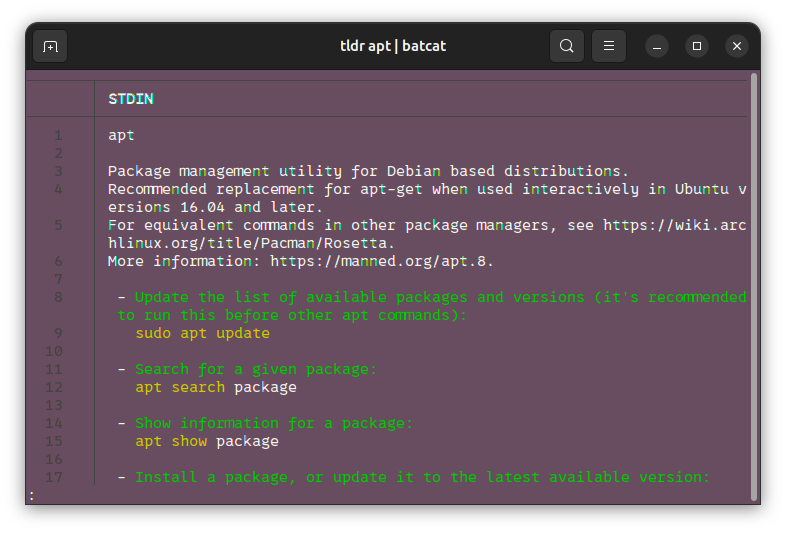 tldr apt | batcat
STDIN
1 apt
2
3 Package management utility for Debian based distributions.
4 Recommended replacement for apt-get when used interactively in Ubuntu v
ersions 16.04 and later.
5 For equivalent commands in other package managers, see https://wiki.arc
hlinux.org/title/Pacman/Rosetta.
6 More information: https://manned.org/apt.8.
7
8 - Update the list of available packages and versions (it's recommended
to run this before other apt commands):
9 sudo apt update
10
11 - Search for a given package:
12 apt search package
13
14 - Show information for a package:
15 apt show package
16
17 - Install a package, or update it to the latest available version:
: